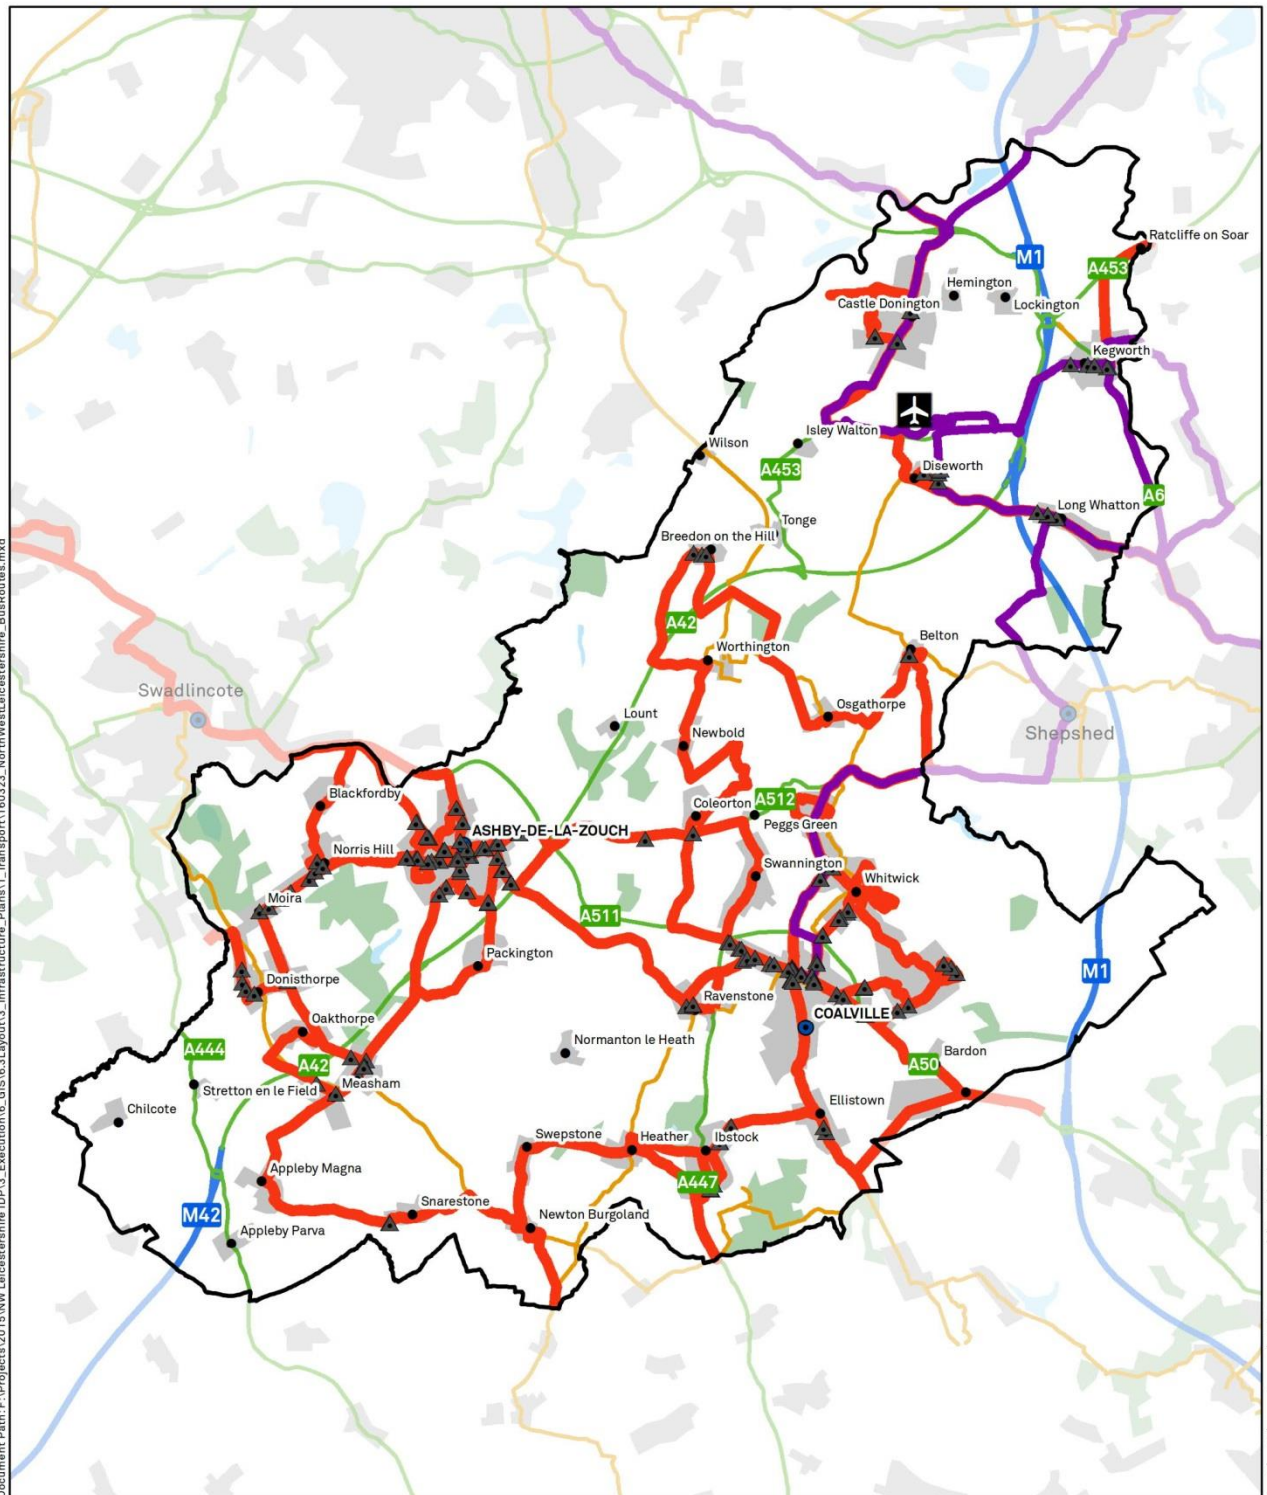 Ratcliffe on Soar
M1
A453
Hemington
Castle Donington
Lockington
Kegworth
Isley Walton
Wilson
A453
Diseworth
A6
Long Whatton
Tonge
Breedon on the Hill
A42
Belton
Worthington
Swadlincote
Osgathorpe
Lount
Shepshed
Newbold
Blackfordby
Coleorton
A512
Peggs Green
ASHBY-DE-LA-ZOUCH
Norris Hill
Swannington
Whitwick
Moira
A511
Packington
M1
Donisthorpe
Ravenstone
COALVILLE
Oakthorpe
Normanton le Heath
A444
A42
Bardon
A50
Measham
Stretton en le Field
Chilcote
Ellistown
Swepstone
Heather
Ibstock
Appleby Magna
A447
M42
Snarestone
Newton Burgoland
Appleby Parva